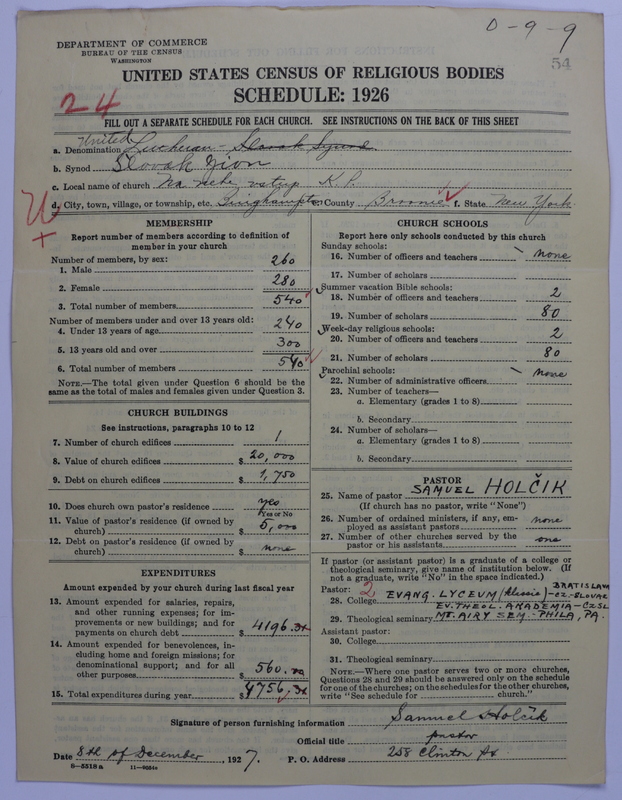 0-9-9
54
DEPARTMENT OF COMMERCE
BUREAU OF THE CENSUS
WASHINGTON
UNITED STATES CENSUS OF RELIGIOUS BODIES
SCHEDULE: 1926
24
FILL OUT A SEPARATE SCHEDULE FOR EACH CHURCH. SEE INSTRUCTIONS ON THE BACK OF THIS SHEET
United
a. Denomination Lutheran - Slovak Synod
b. Synod Slovak Zion
c. Local name of church
d. City, town, village, or township, etc. Binghampton e. County Broome f. State New York
MEMBERSHIP
Report number of members according to definition of
member in your church
Number of members, by sex:
1. Male 260
2. Female 280
3. Total number of members 540
Number of members under and over 13 years old:
4. Under 13 years of age 240
5. 13 years old and over 300
6. Total number of members 540
NOTE.—The total given under Question 6 should be the
same as the total of males and females given under Question 3.
CHURCH BUILDINGS
See instructions, paragraphs 10 to 12
7. Number of church edifices 1
8. Value of church edifices $ 20,000
9. Debt on church edifices $ 1,750
10. Does church own pastor's residence yes
Yes or No
11. Value of pastor's residence (if owned by
church) $ 5,000
12. Debt on pastor's residence (if owned by
church) $ none
EXPENDITURES
Amount expended by your church during last fiscal year
13. Amount expended for salaries, repairs,
and other running expenses; for im-
provements or new buildings; and for
payments on church debt $ 4196.
14. Amount expended for benevolences, in-
cluding home and foreign missions; for
denominational support; and for all
other purposes $ 560.
15. Total expenditures during year $ 4756.
CHURCH SCHOOLS
Report here only schools conducted by this church
Sunday schools:
16. Number of officers and teachers none
17. Number of scholars
Summer vacation Bible schools:
18. Number of officers and teachers 2
19. Number of scholars 80
Week-day religious schools:
20. Number of officers and teachers 2
21. Number of scholars 80
Parochial schools:
22. Number of administrative officers none
23. Number of teachers—
a. Elementary (grades 1 to 8)
b. Secondary
24. Number of scholars—
a. Elementary (grades 1 to 8)
b. Secondary
PASTOR
25. Name of pastor SAMUEL HOLČIK
(If church has no pastor, write "None")
26. Number of ordained ministers, if any, em-
ployed as assistant pastors none
27. Number of other churches served by the
pastor or his assistants one
If pastor (or assistant pastor) is a graduate of a college or
theological seminary, give name of institution below. (If
not a graduate, write "No" in the space indicated.)
Pastor: 2 BRATISLAVA
28. College EVANG. LYCEUM - CZ-SLOVAK
EV. THEOL. AKADEMIA - CZSL
29. Theological seminary MT. AIRY SEM. - PHILA, PA.
Assistant pastor:
30. College
31. Theological seminary
NOTE.—Where one pastor serves two or more churches,
Questions 28 and 29 should be answered only on the schedule
for one of the churches; on the schedules for the other churches,
write "See schedule for church."
Signature of person furnishing information Samuel Holčik
Official title pastor
Date 8th of December, 1927. P. O. Address 258 Clinton St
8-5518a 11-9054